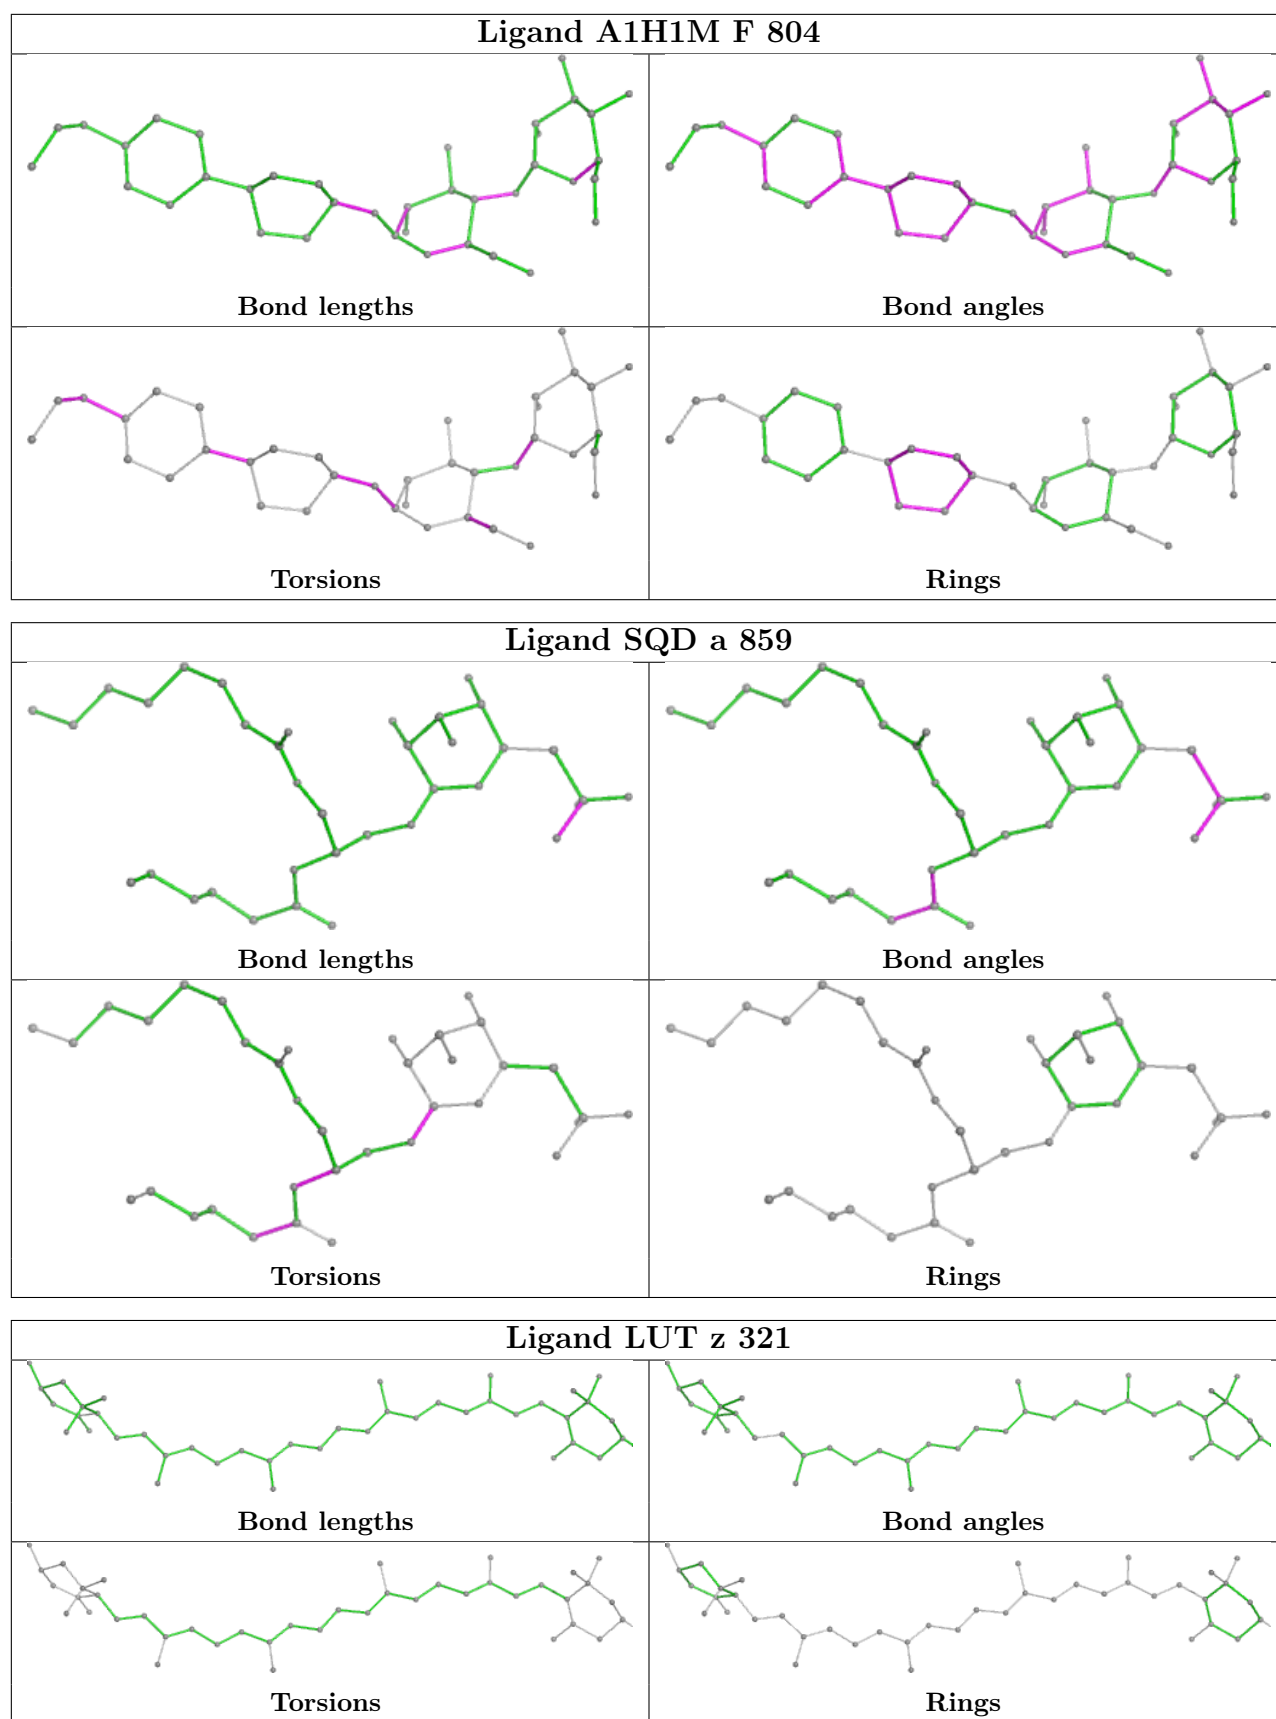 Ligand A1H1M F 804
Bond lengths
Bond angles
Torsions
Rings
Ligand SQD a 859
Bond lengths
Bond angles
Torsions
Rings
Ligand LUT z 321
Bond lengths
Bond angles
Torsions
Rings